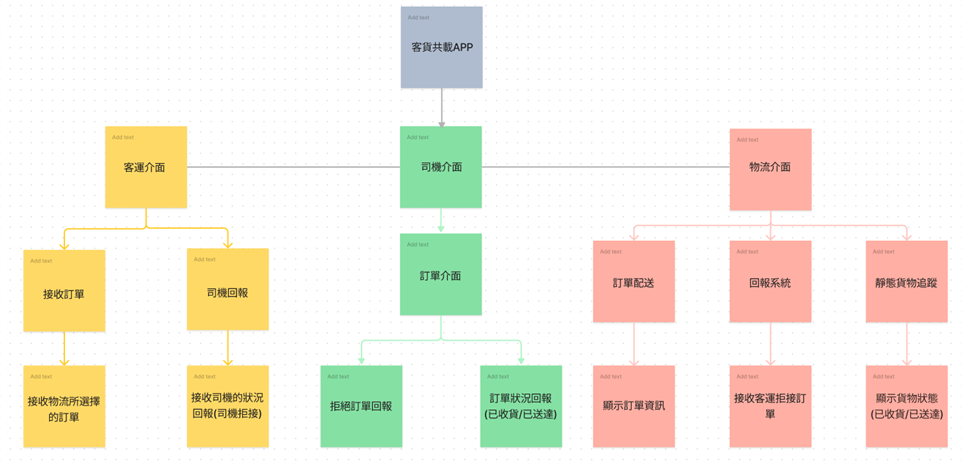 Add text
客貨共載APP
Add text
客運介面
Add text
司機介面
Add text
物流介面
Add text
接收訂單
Add text
司機回報
Add text
訂單介面
Add text
訂單配送
Add text
回報系統
Add text
靜態貨物追蹤
Add text
接收物流所選擇
的訂單
Add text
接收司機的狀況
回報(司機拒接)
Add text
拒絕訂單回報
Add text
訂單狀況回報
(已收貨/已送達)
Add text
顯示訂單資訊
Add text
接收客運拒接訂
單
Add text
顯示貨物狀態
(已收貨/已送達)